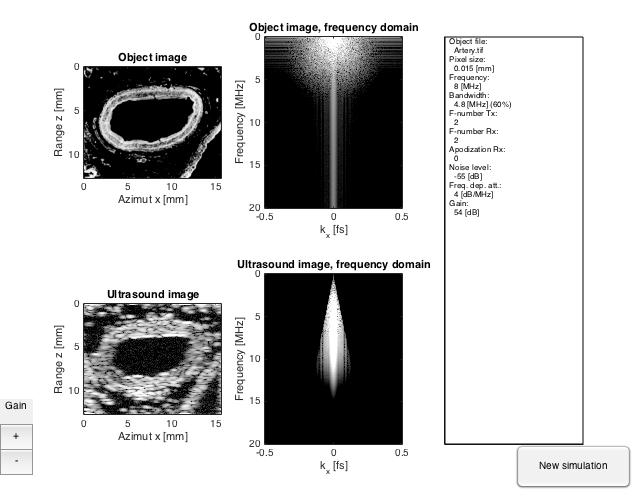 Object image, frequency domain
Object image
Range z [mm]
0
5
10
0 5 10 15
Azimut x [mm]
Frequency [MHz]
0
5
10
15
20
-0.5 0 0.5
k_x [fs]
Object file:
Artery.tif
Pixel size:
0.015 [mm]
Frequency:
8 [MHz]
Bandwidth:
4.8 [MHz] (60%)
F-number Tx:
2
F-number Rx:
2
Apodization Rx:
0
Noise level:
-55 [dB]
Freq. dep. att.:
4 [dB/MHz]
Gain:
54 [dB]
Ultrasound image, frequency domain
Ultrasound image
Range z [mm]
0
5
10
0 5 10 15
Azimut x [mm]
Frequency [MHz]
0
5
10
15
20
-0.5 0 0.5
k_x [fs]
Gain
+
-
New simulation